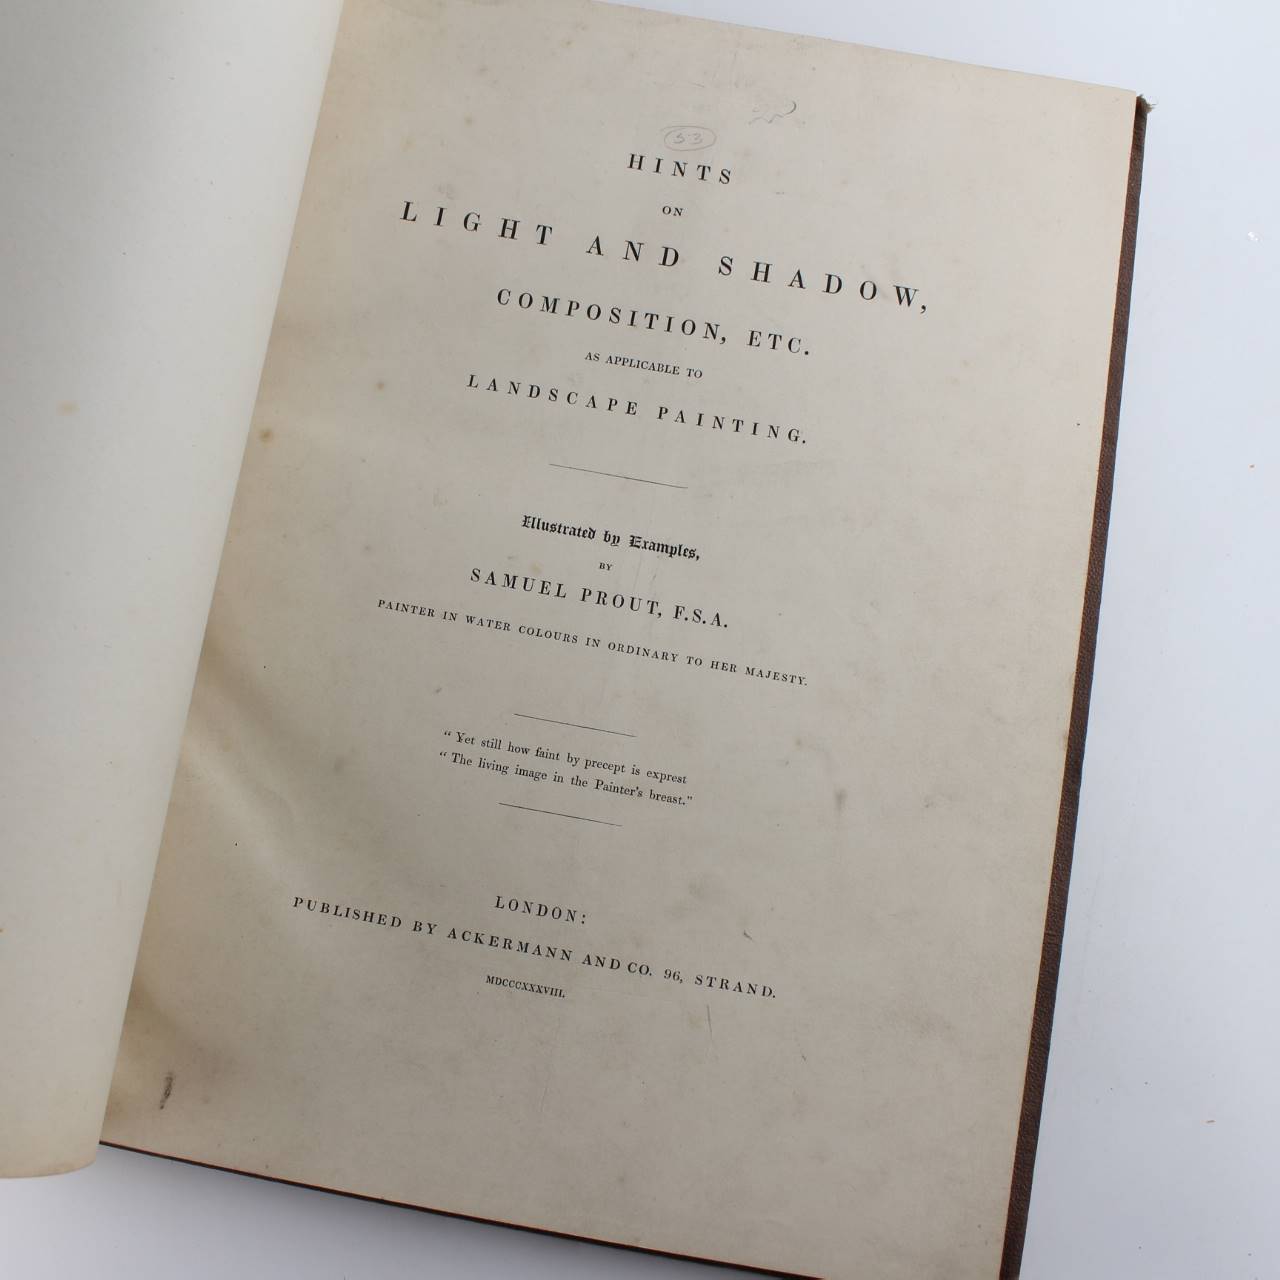 53
HINTS
ON
LIGHT AND SHADOW,
COMPOSITION, ETC.
AS APPLICABLE TO
LANDSCAPE PAINTING.
Illustrated by Examples,
BY
SAMUEL PROUT, F.S.A.
PAINTER IN WATER COLOURS IN ORDINARY TO HER MAJESTY.
“ Yet still how faint by precept is exprest
“ The living image in the Painter's breast.”
LONDON:
PUBLISHED BY ACKERMANN AND CO. 96, STRAND.
MDCCCXXXVIII.